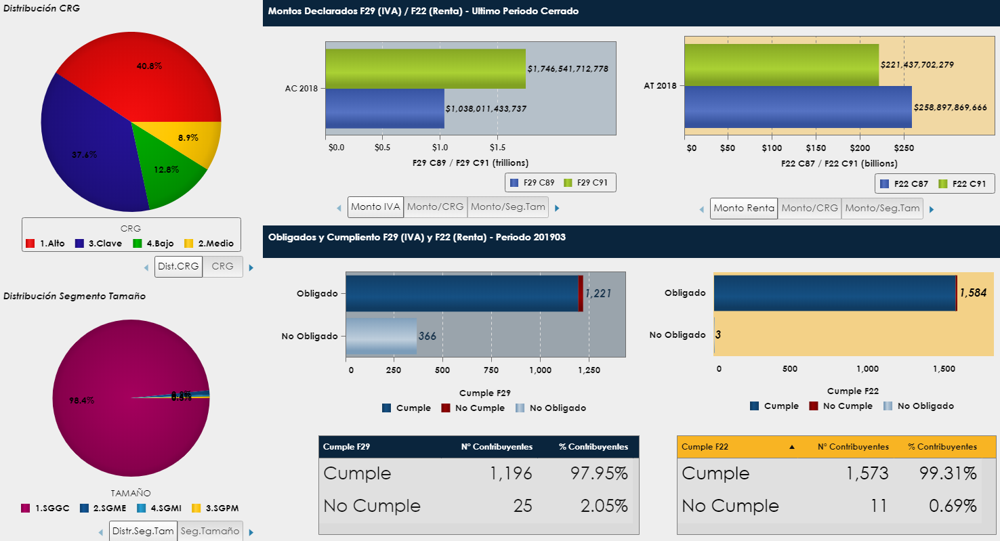 Distribución CRG
40.8%
8.9%
37.6%
12.8%
CRG
1.Alto 3.Clave 4.Bajo 2.Medio
Dist.CRG CRG
Distribución Segmento Tamaño
98.4%
TAMAÑO
1.SGGC 2.SGME 4.SGMI 3.SGPM
Distr.Seg.Tam Seg.Tamaño
Montos Declarados F29 (IVA) / F22 (Renta) - Ultimo Periodo Cerrado
$1,746,541,712,778
AC 2018
$1,038,011,433,737
$0.0 $0.5 $1.0 $1.5
F29 C89 / F29 C91 (trillions)
F29 C89 F29 C91
Monto IVA Monto/CRG Monto/Seg.Tam
$221,437,702,279
AT 2018
$258,897,869,666
$0 $50 $100 $150 $200 $250
F22 C87 / F22 C91 (billions)
F22 C87 F22 C91
Monto Renta Monto/CRG Monto/Seg.Tam
Obligados y Cumpliento F29 (IVA) y F22 (Renta) - Periodo 201903
Obligado 1,221
No Obligado 366
0 250 500 750 1,000 1,250
Cumple F29
Cumple No Cumple No Obligado
Obligado 1,584
No Obligado 3
0 500 1,000 1,500
Cumple F22
Cumple No Cumple No Obligado
Cumple F29 N° Contribuyentes % Contribuyentes
Cumple 1,196 97.95%
No Cumple 25 2.05%
Cumple F22 N° Contribuyentes % Contribuyentes
Cumple 1,573 99.31%
No Cumple 11 0.69%